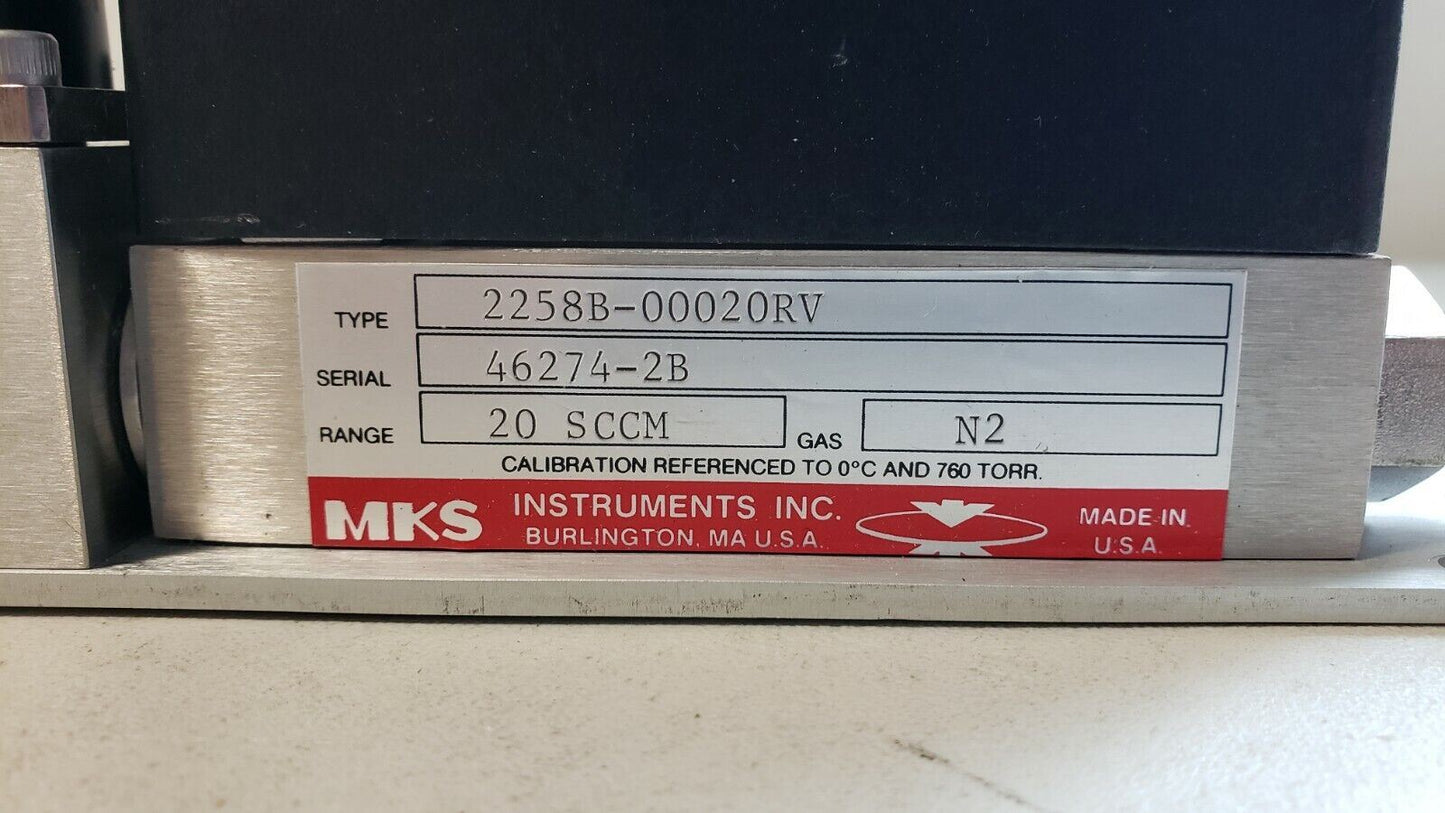 TYPE 2258B-00020RV
SERIAL 46274-2B
RANGE 20 SCCM GAS N2
CALIBRATION REFERENCED TO 0°C AND 760 TORR.
MKS INSTRUMENTS INC. MADE IN
BURLINGTON, MA U.S.A. U.S.A.